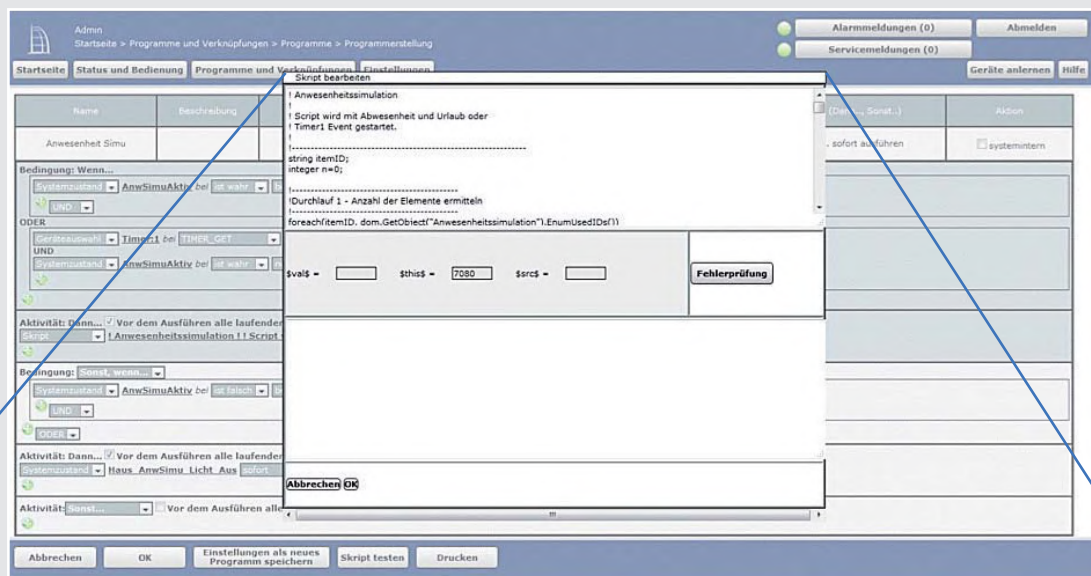 Admin
Startseite > Programme und Verknüpfungen > Programme > Programmerstellung
Alarmmeldungen (0)
Abmelden
Servicemeldungen (0)
Startseite
Status und Bedienung
Programme und Verknüpfungen
Einstellungen
Geräte anlernen
Hilfe
Name
Beschreibung
(Dann..., Sonst..)
Aktion
Anwesenheit Simu
sofort ausführen
systemintern
Bedingung: Wenn...
Systemzustand AnwSimuAktiv bei ist wahr
UND
ODER
Geräteauswahl Timer:1 bei TIMER_GET
UND
Systemzustand AnwSimuAktiv bei ist wahr
Aktivität: Dann... Vor dem Ausführen alle laufenden
Skript ! Anwesenheitssimulation ! ! Script
Bedingung: Sonst, wenn...
Systemzustand AnwSimuAktiv bei ist falsch
UND
ODER
Aktivität: Dann... Vor dem Ausführen alle laufenden
Systemzustand Haus_AnwSimu_Licht_Aus sofort
Aktivität: Sonst... Vor dem Ausführen alle
Skript bearbeiten
! Anwesenheitssimulation
!
! Script wird mit Abwesenheit und Urlaub oder
! Timer1 Event gestartet.
!
!--------------------------------------------------------------
string itemID;
integer n=0;
!--------------------------------------------
!Durchlauf 1 - Anzahl der Elemente ermitteln
!--------------------------------------------
foreach(itemID, dom.GetObject("Anwesenheitssimulation").EnumUsedIDs())
$val$ =
$this$ = 7080
$src$ =
Fehlerprüfung
Abbrechen OK
Abbrechen
OK
Einstellungen als neues
Programm speichern
Skript testen
Drucken